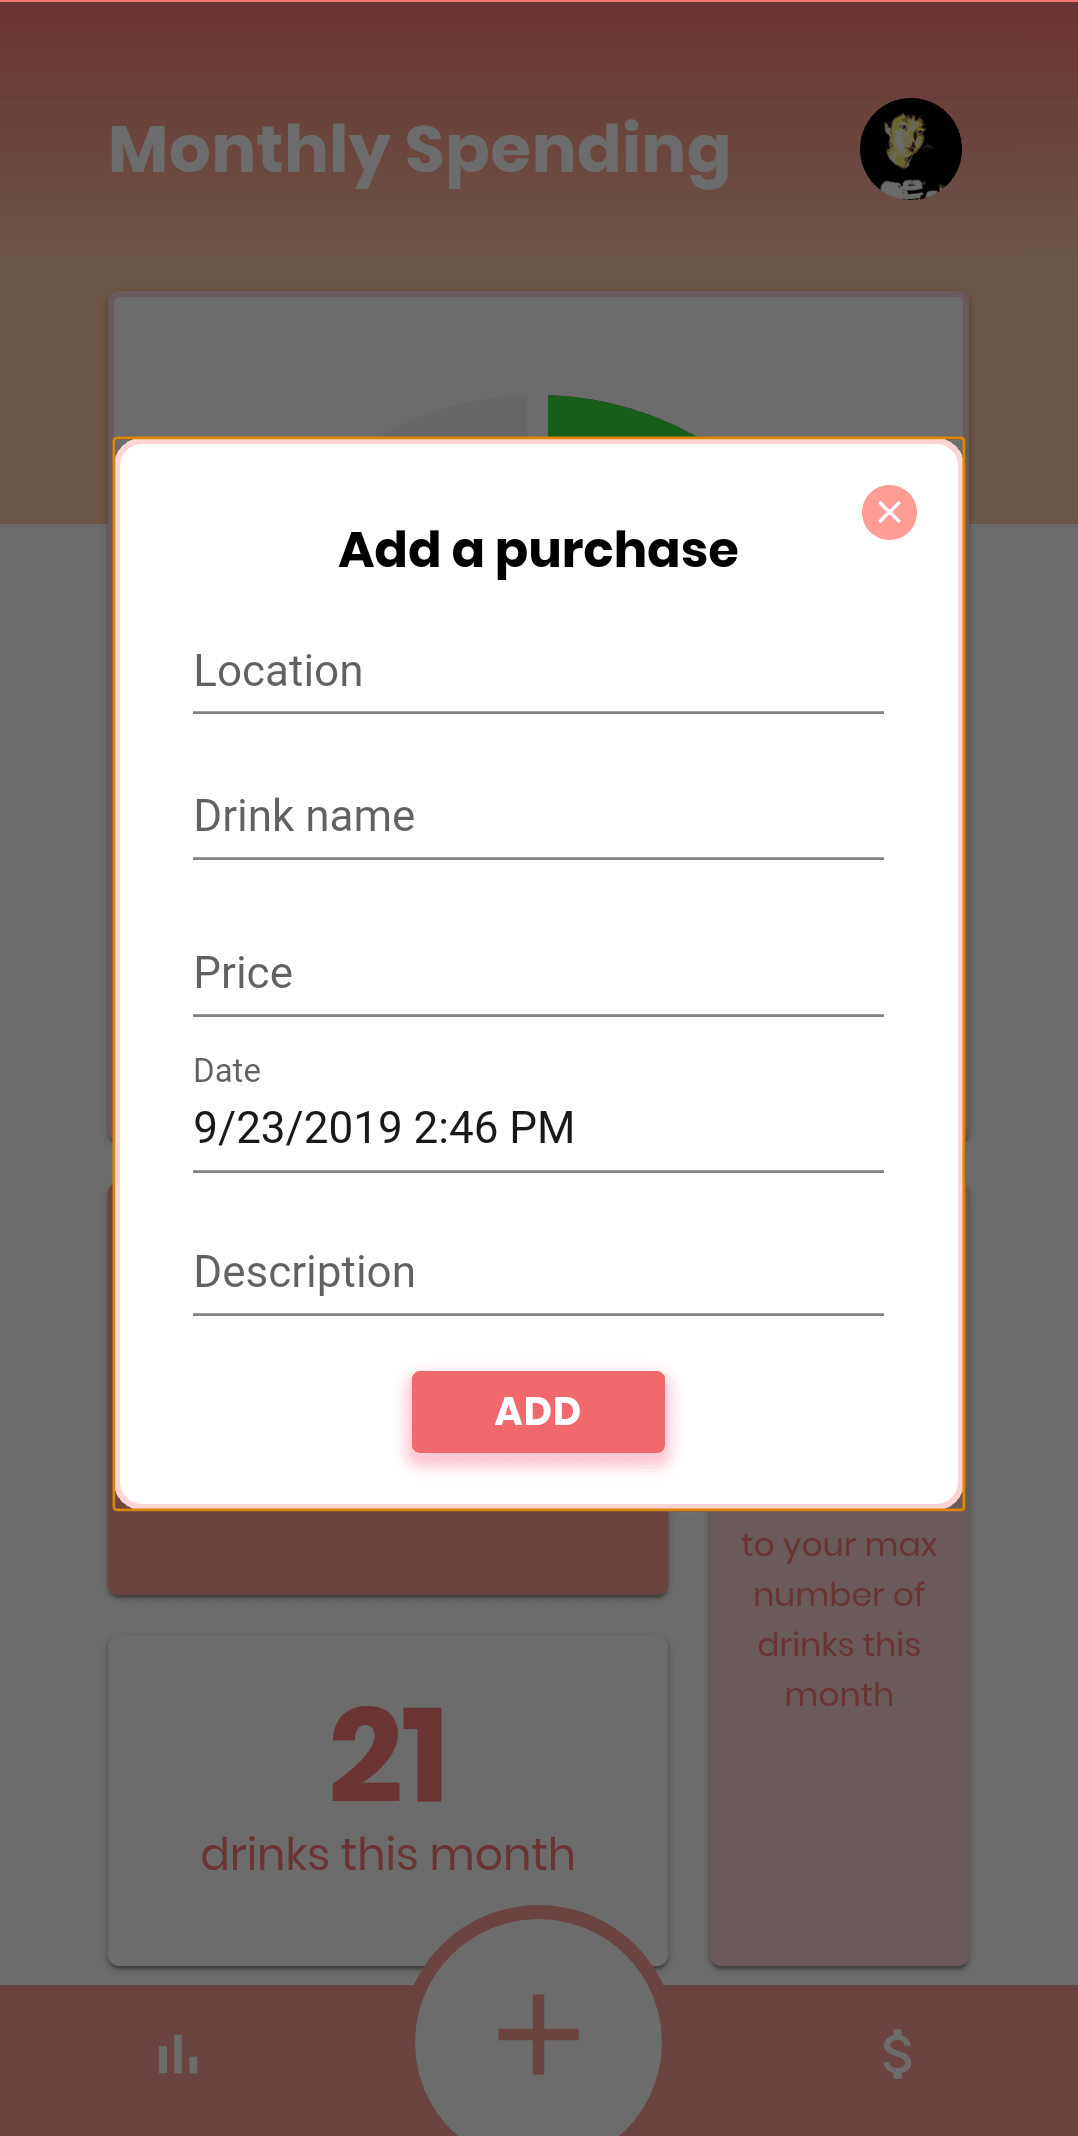 Monthly Spending
Add a purchase
Location
Drink name
Price
Date
9/23/2019 2:46 PM
Description
ADD
to your max
number of
drinks this
month
21
drinks this month